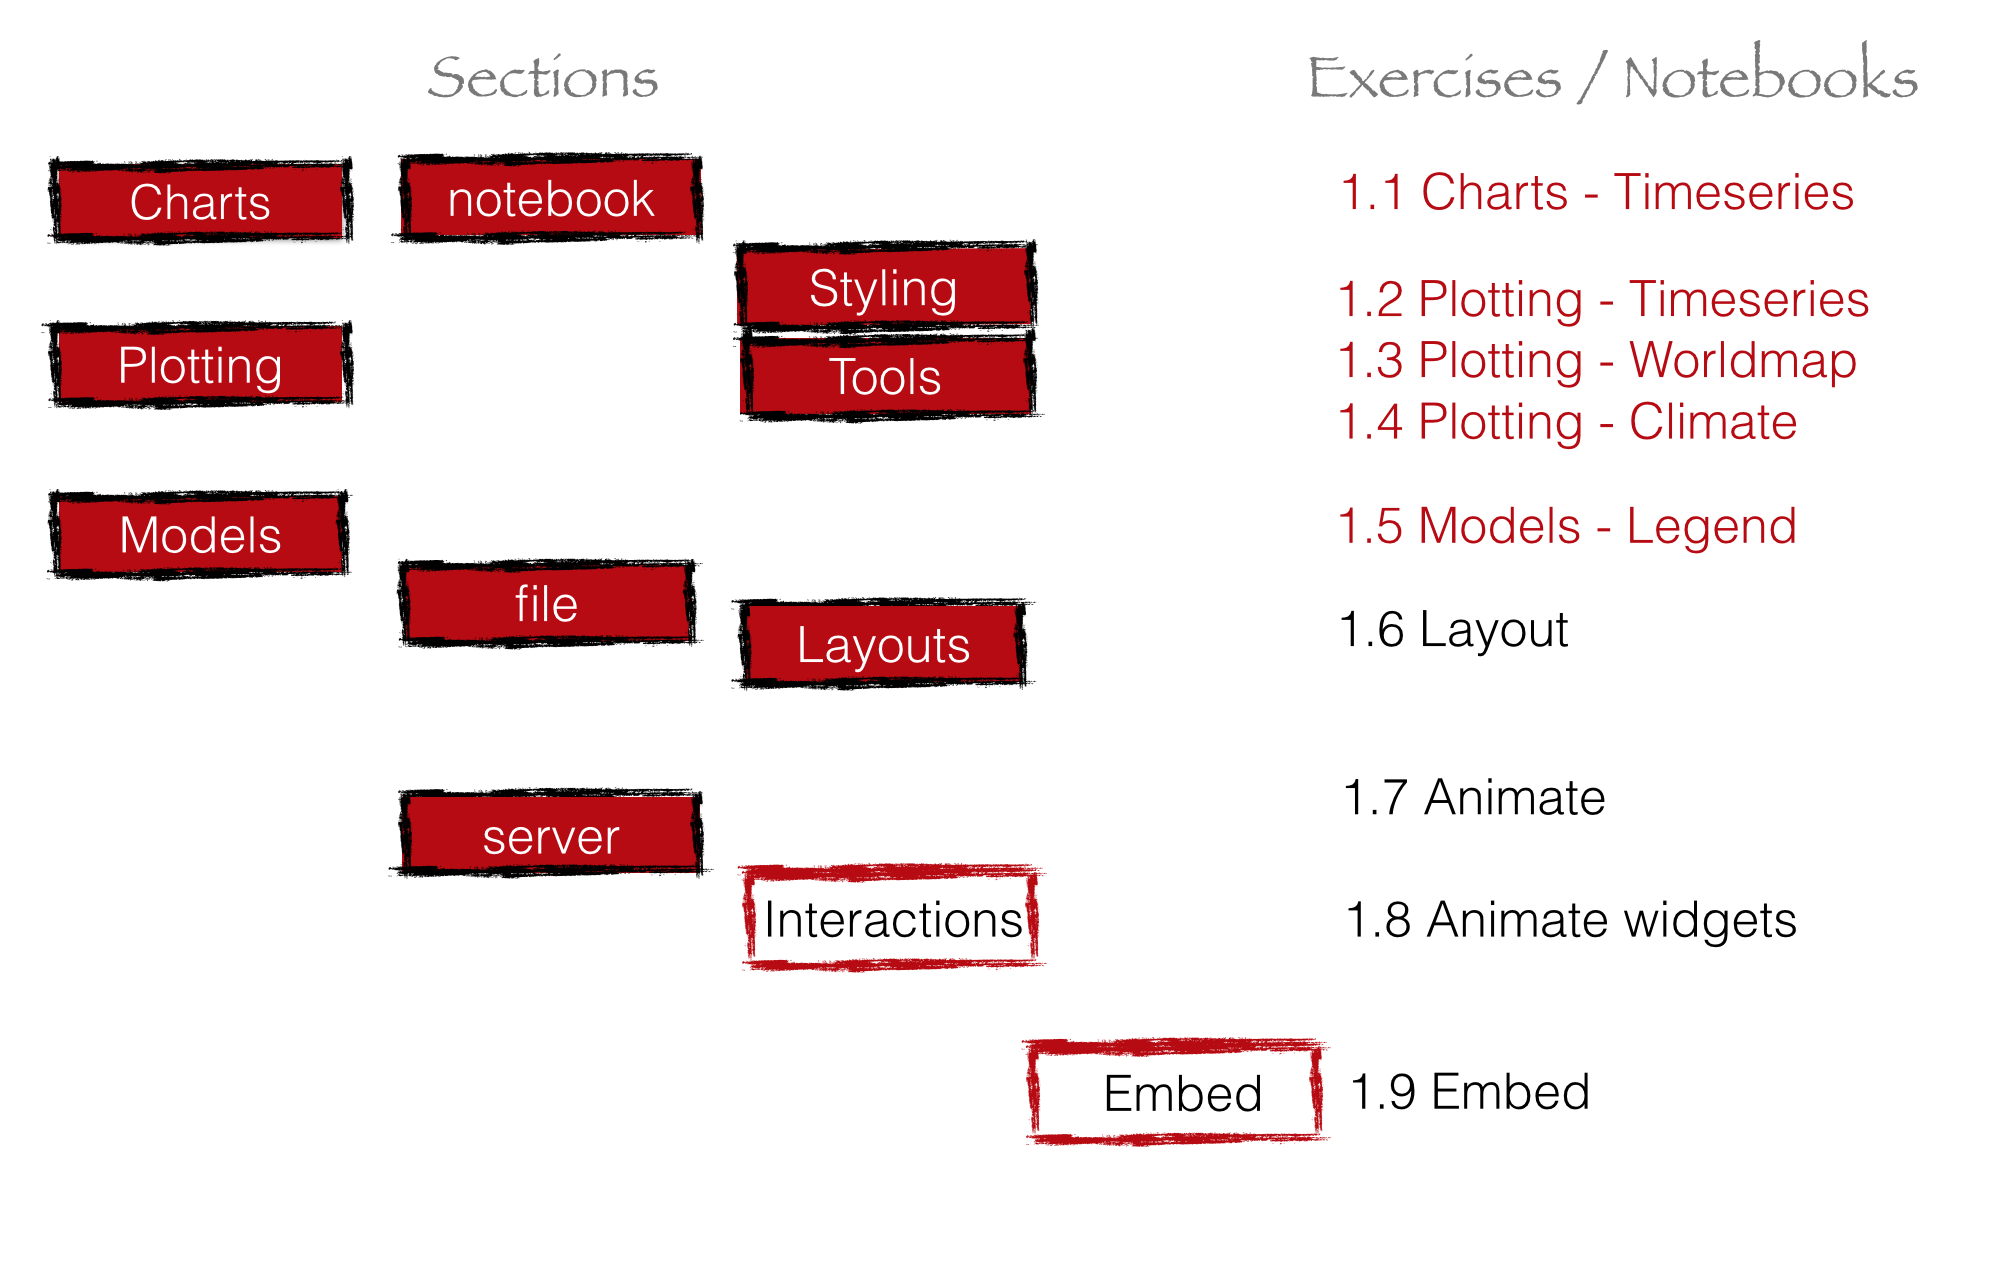 Sections
Exercises / Notebooks
Charts
notebook
1.1 Charts - Timeseries
Styling
1.2 Plotting - Timeseries
Plotting
Tools
1.3 Plotting - Worldmap
1.4 Plotting - Climate
Models
1.5 Models - Legend
file
Layouts
1.6 Layout
server
1.7 Animate
Interactions
1.8 Animate widgets
Embed
1.9 Embed